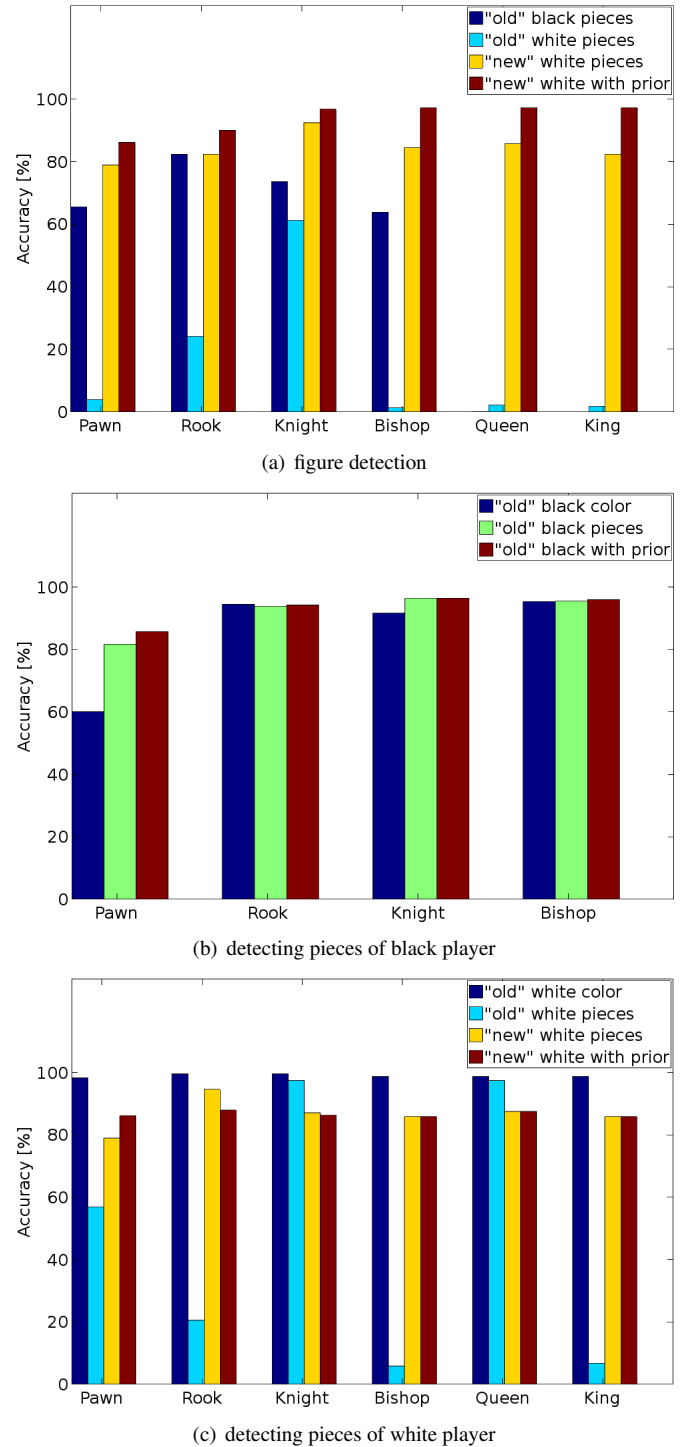 "old" black pieces
"old" white pieces
"new" white pieces
"new" white with prior
100
80
60
40
20
0
Accuracy [%]
Pawn Rook Knight Bishop Queen King
(a) figure detection
"old" black color
"old" black pieces
"old" black with prior
100
80
60
40
20
0
Accuracy [%]
Pawn Rook Knight Bishop
(b) detecting pieces of black player
"old" white color
"old" white pieces
"new" white pieces
"new" white with prior
100
80
60
40
20
0
Accuracy [%]
Pawn Rook Knight Bishop Queen King
(c) detecting pieces of white player